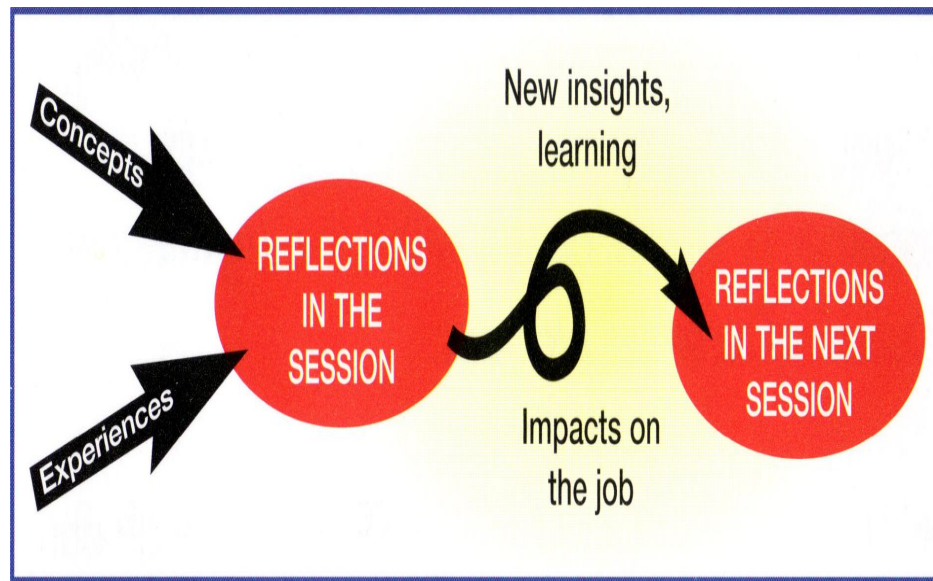 Concepts
Experiences
REFLECTIONS
IN THE
SESSION
New insights,
learning
Impacts on
the job
REFLECTIONS
IN THE NEXT
SESSION